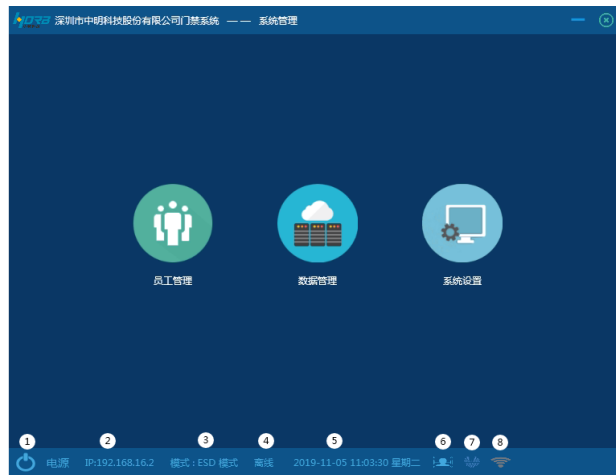 HORA 深圳市中明科技股份有限公司门禁系统 —— 系统管理
员工管理 数据管理 系统设置
1 2 3 4 5 6 7 8
电源 IP:192.168.16.2 模式 : ESD 模式 离线 2019-11-05 11:03:30 星期二